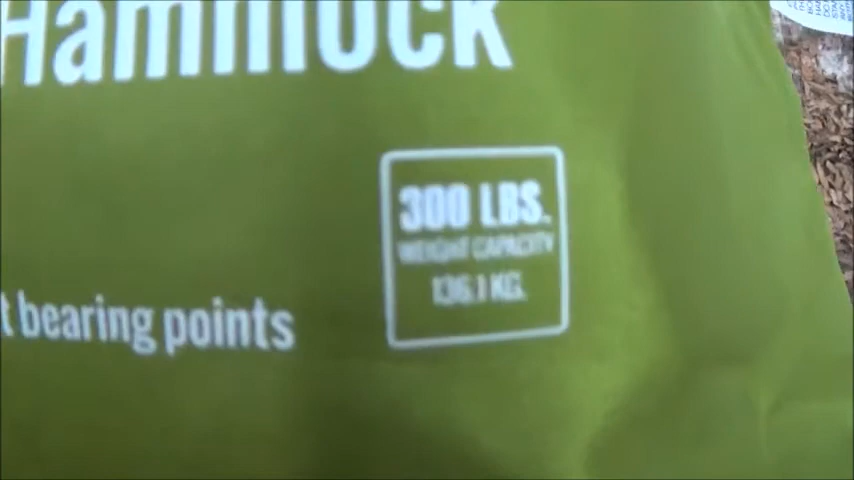 Hammock
300 LBS.
WEIGHT CAPACITY
136.1 KG.
t bearing points